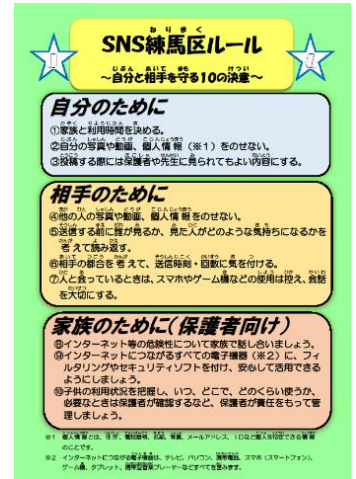 SNS練馬区ルール
～自分と相手を守る10の決意～
自分のために
①家族と利用時間を決める。
②自分の写真や動画、個人情報（※1）をのせない。
③投稿する際には保護者や先生に見られてもよい内容にする。
相手のために
④他の人の写真や動画、個人情報をのせない。
⑤送信する前に誰が見るか、見た人がどのような気持ちになるかを
考えて読み返す。
⑥相手の都合を考えて、送信時刻・回数に気を付ける。
⑦人と会っているときは、スマホやゲーム機などの使用は控え、会話
を大切にする。
家族のために（保護者向け）
⑧インターネット等の危険性について家族で話し合いましょう。
⑨インターネットにつながるすべての電子機器（※2）に、フィ
ルタリングやセキュリティソフトを付け、安心して活用できる
ようにしましょう。
⑩子供の利用状況を把握し、いつ、どこで、どのくらい使うか、
必要なときは保護者が確認するなど、保護者が責任をもって管
理しましょう。
※1 個人情報とは、住所、電話番号、氏名、写真、メールアドレス、IDなど個人を特定できる情報
のことです。
※2 インターネットにつながる電子機器は、テレビ、パソコン、携帯電話、スマホ（スマートフォン）、
ゲーム機、タブレット、携帯型音楽プレーヤーなどすべてを含みます。